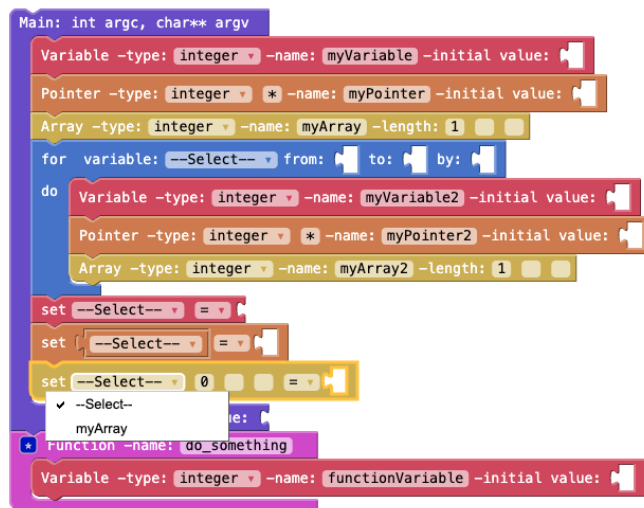 Main: int argc, char** argv
Variable -type: integer -name: myVariable -initial value:
Pointer -type: integer * -name: myPointer -initial value:
Array -type: integer -name: myArray -length: 1
for variable: --Select-- from: to: by:
do
Variable -type: integer -name: myVariable2 -initial value:
Pointer -type: integer * -name: myPointer2 -initial value:
Array -type: integer -name: myArray2 -length: 1
set --Select-- =
set --Select-- =
set --Select-- 0 =
✓ --Select--
myArray
ue:
Function -name: do_something
Variable -type: integer -name: functionVariable -initial value: